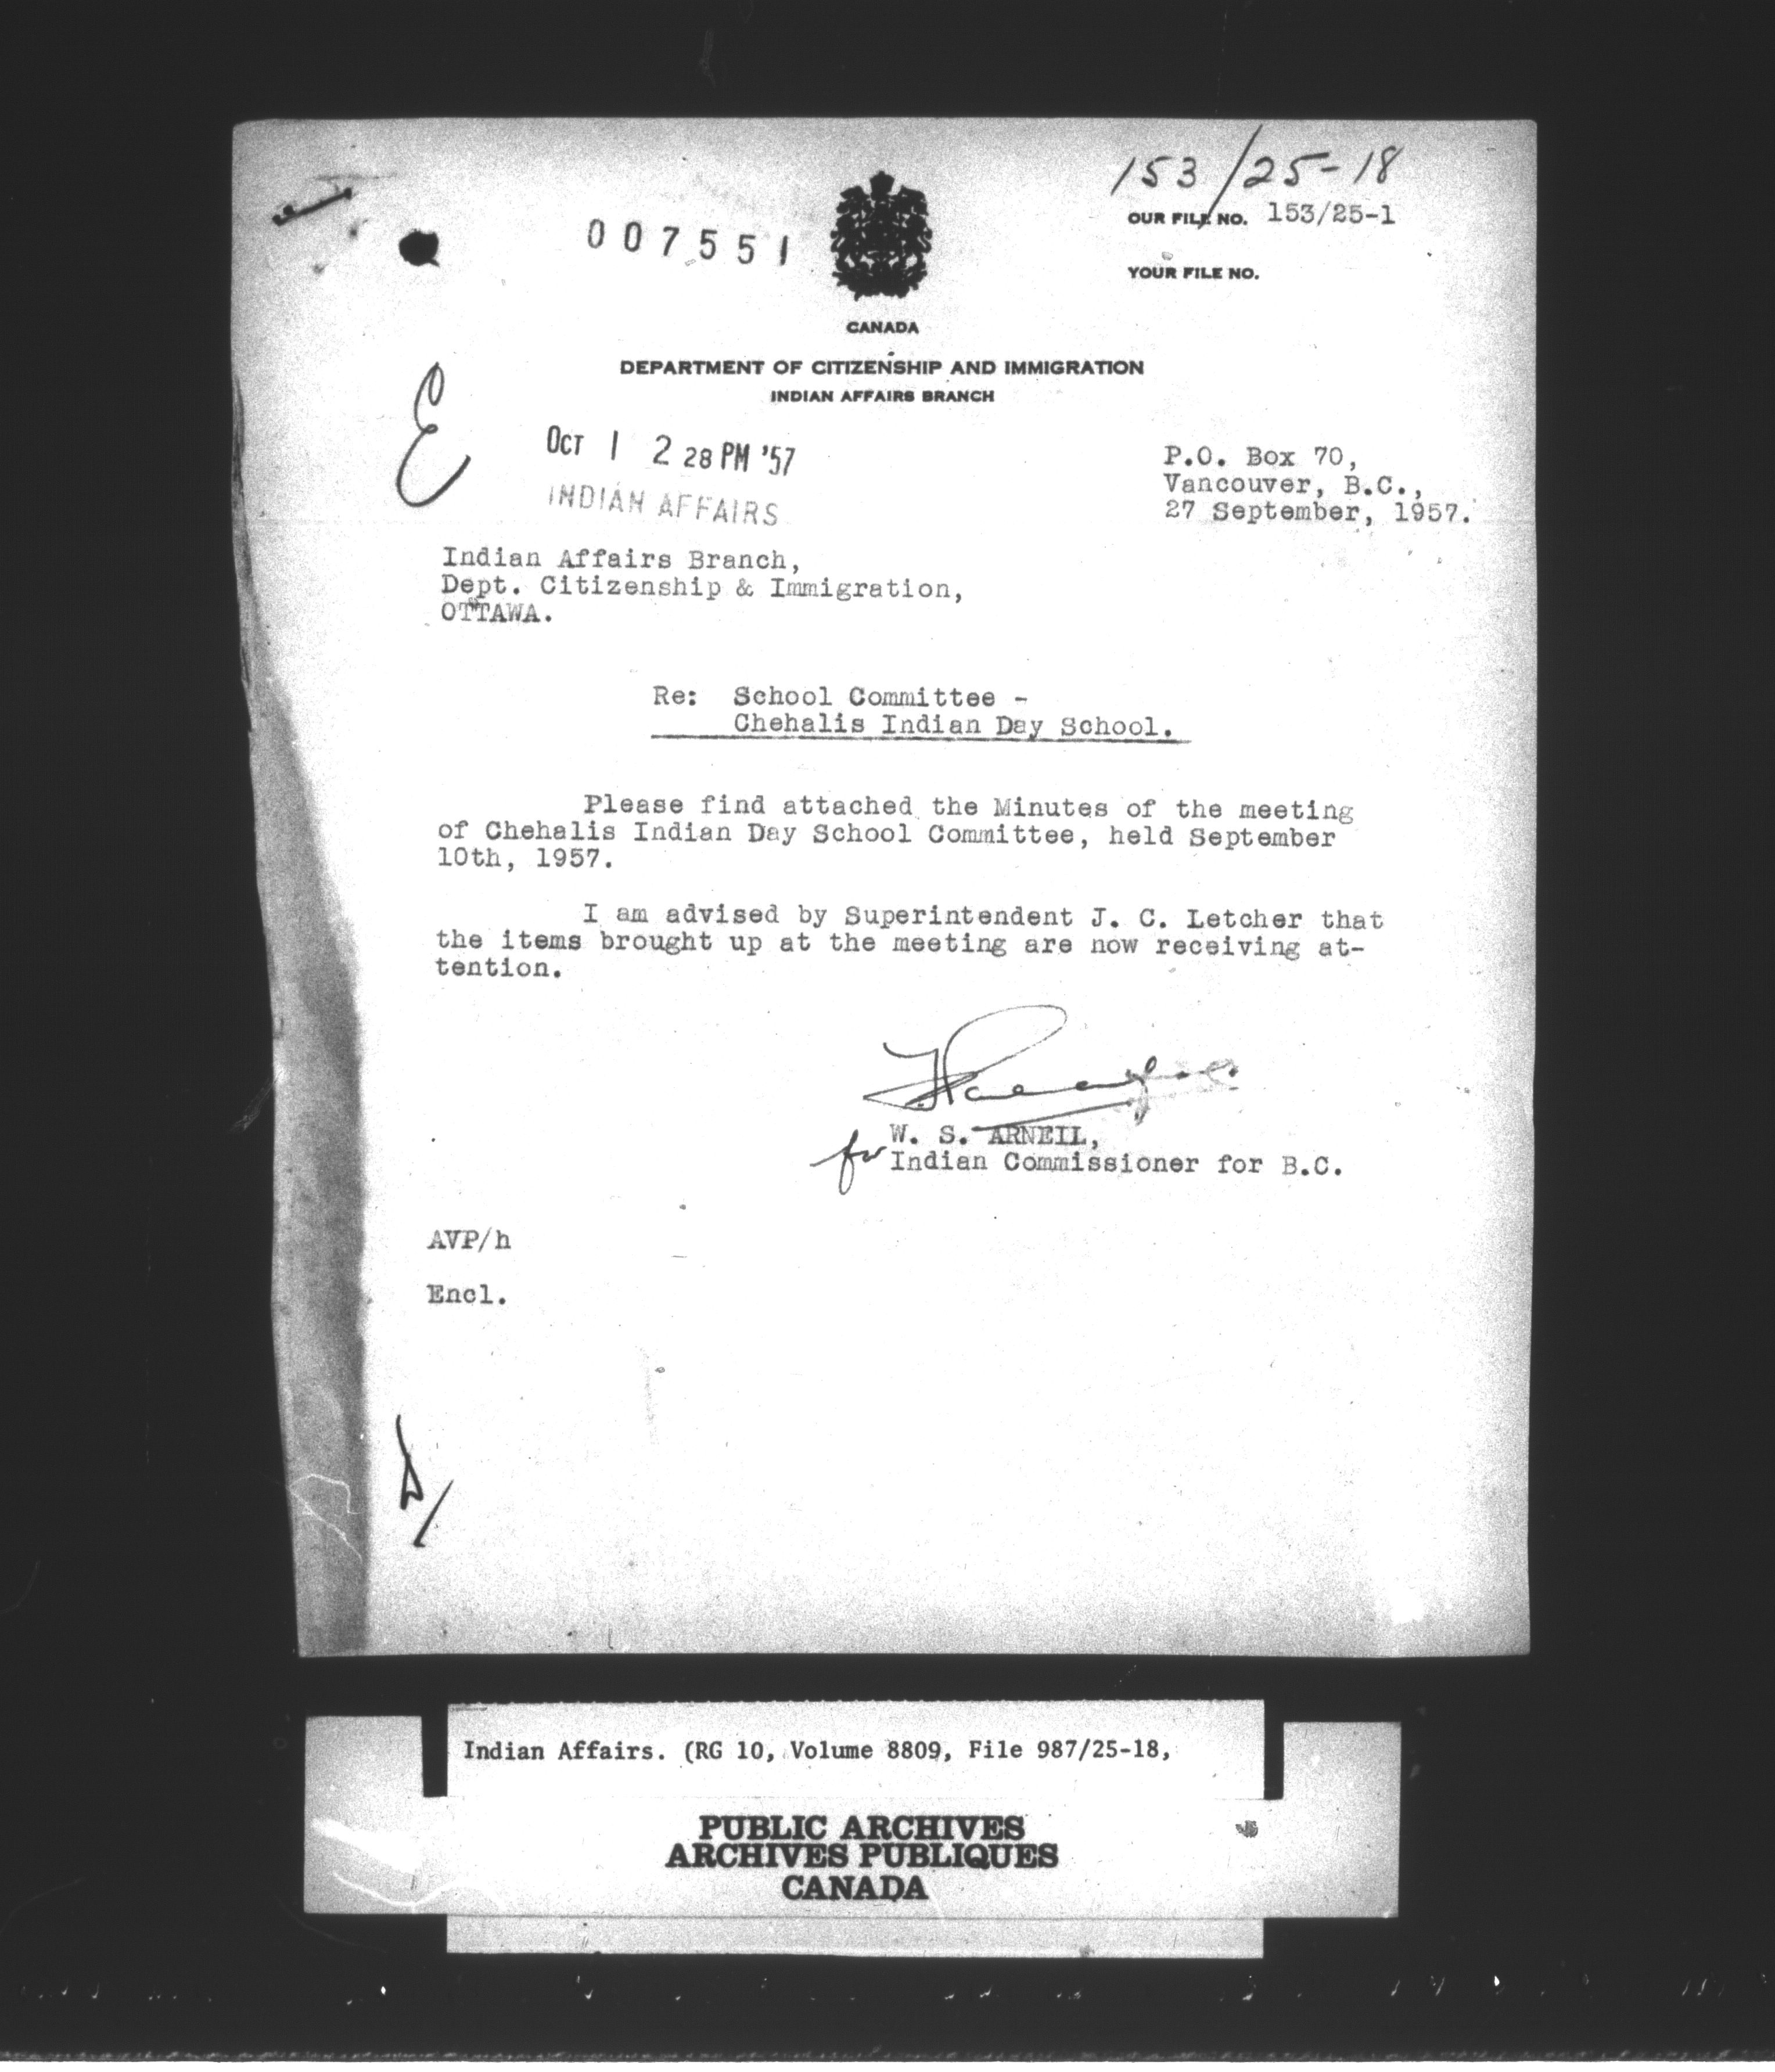 153/25-18
OUR FILE NO. 153/25-1
007551
YOUR FILE NO.
CANADA
DEPARTMENT OF CITIZENSHIP AND IMMIGRATION
INDIAN AFFAIRS BRANCH
E
OCT 1 2 28 PM '57
INDIAN AFFAIRS
P.O. Box 70,
Vancouver, B.C.,
27 September, 1957.
Indian Affairs Branch,
Dept. Citizenship & Immigration,
OTTAWA.
Re: School Committee -
Chehalis Indian Day School.
Please find attached the Minutes of the meeting
of Chehalis Indian Day School Committee, held September
10th, 1957.
I am advised by Superintendent J. C. Letcher that
the items brought up at the meeting are now receiving at-
tention.
W. S. ARNEIL,
for Indian Commissioner for B.C.
AVP/h
Encl.
Indian Affairs. (RG 10, Volume 8809, File 987/25-18,
PUBLIC ARCHIVES
ARCHIVES PUBLIQUES
CANADA